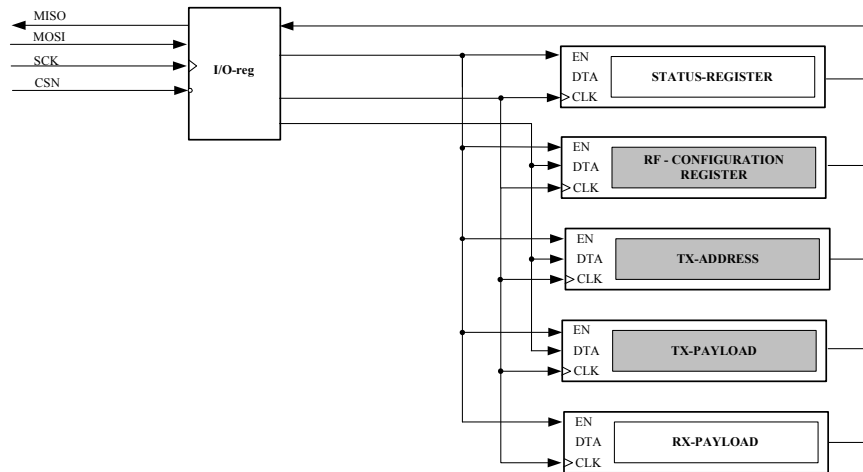 MISO
MOSI
SCK
CSN
I/O-reg
EN
DTA
CLK
STATUS-REGISTER
EN
DTA
CLK
RF - CONFIGURATION
REGISTER
EN
DTA
CLK
TX-ADDRESS
EN
DTA
CLK
TX-PAYLOAD
EN
DTA
CLK
RX-PAYLOAD